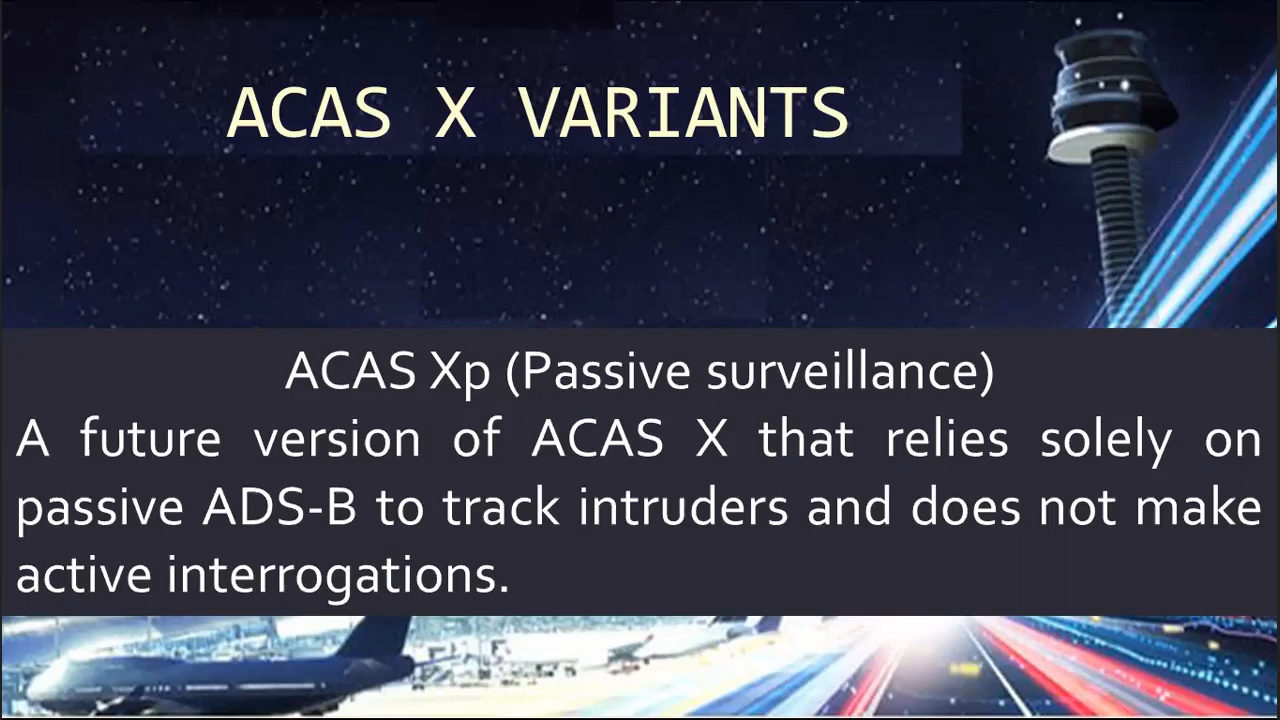 ACAS X VARIANTS
ACAS Xp (Passive surveillance)
A future version of ACAS X that relies solely on
passive ADS-B to track intruders and does not make
active interrogations.